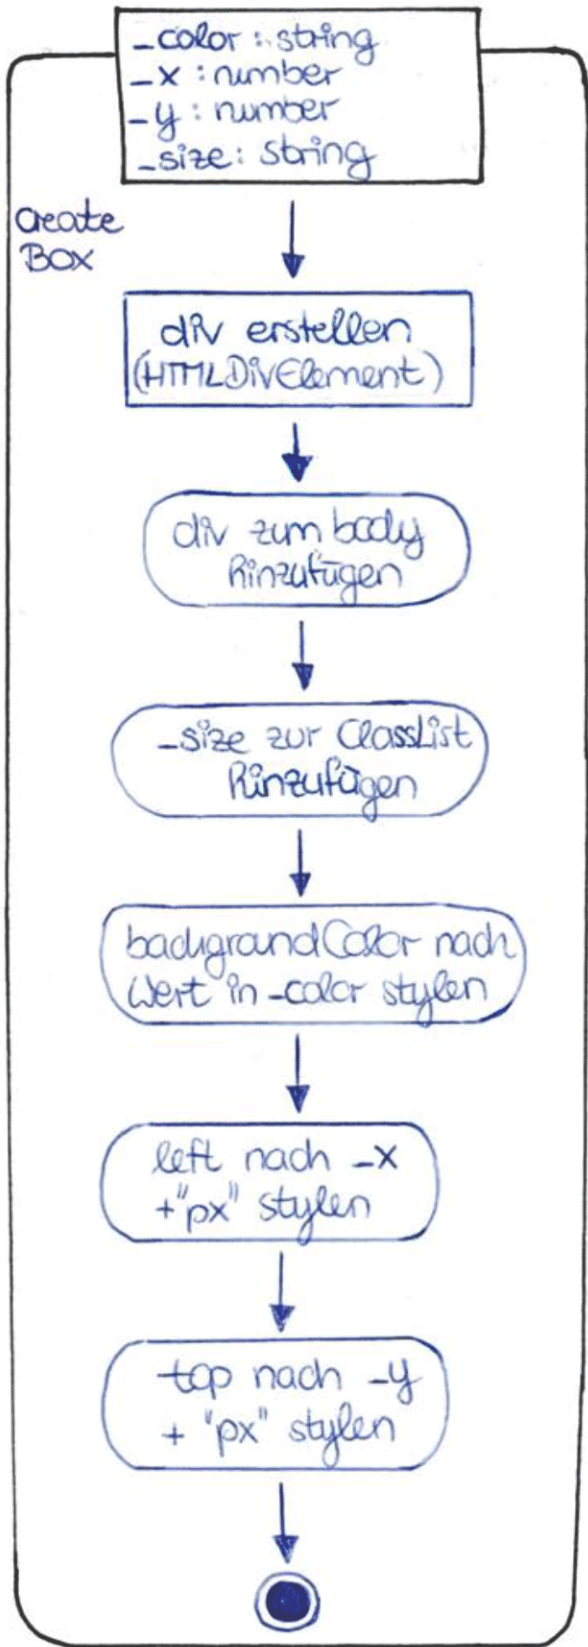 _color : string
_x : number
_y : number
_size : string
create
Box
div erstellen
(HTMLDivElement)
div zum body
hinzufügen
_size zur ClassList
hinzufügen
backgroundColor nach
Wert in _color stylen
left nach _x
+"px" stylen
top nach _y
+ "px" stylen